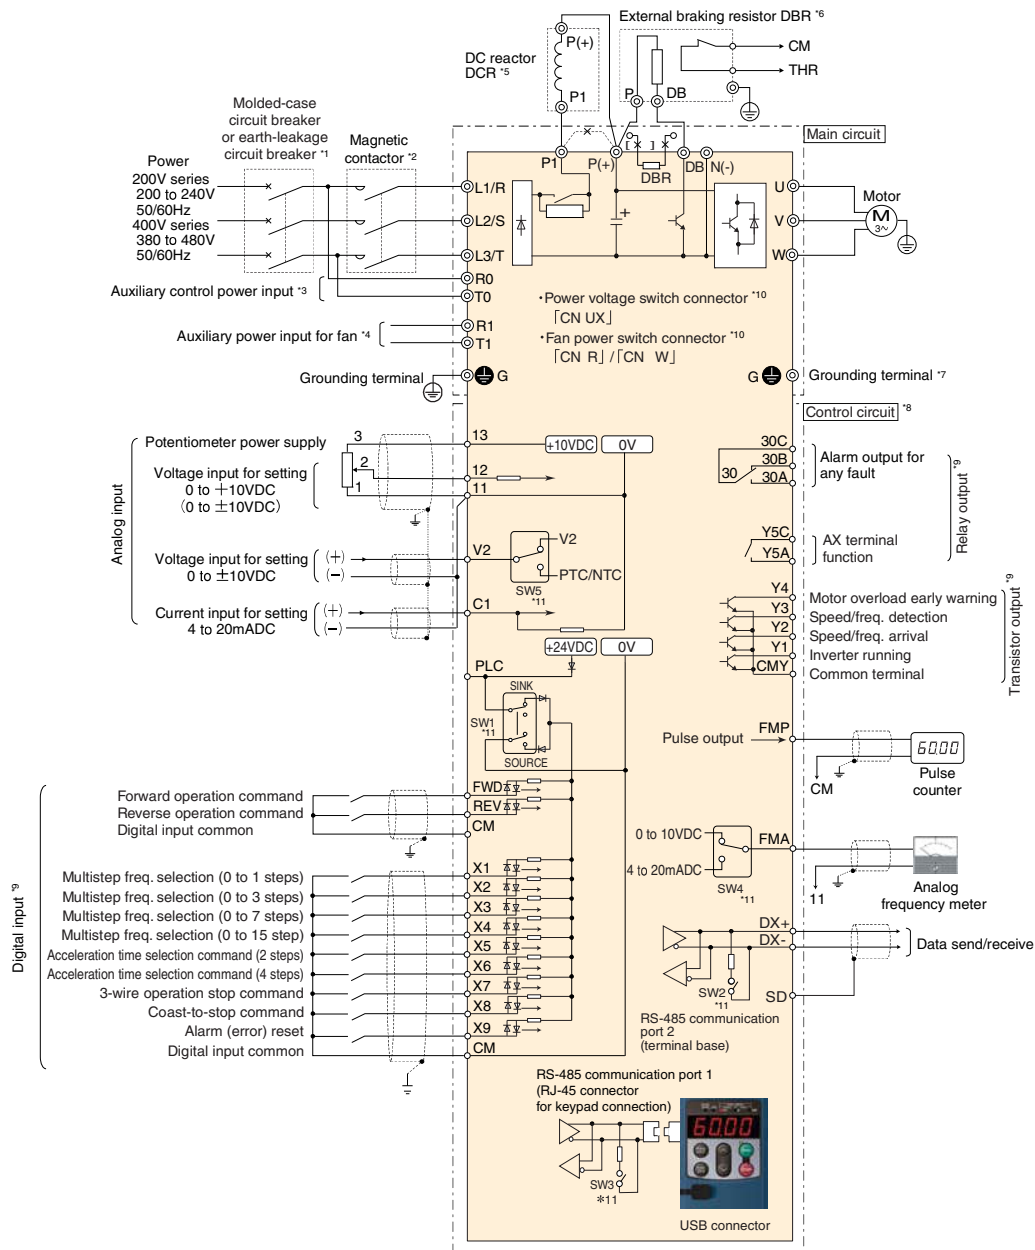 External braking resistor DBR *6
P(+)
DC reactor
DCR *5
P1
CM
THR
P
DB
Molded-case
circuit breaker
or earth-leakage
circuit breaker *1
Magnetic
contactor *2
Main circuit
Power
200V series
200 to 240V
50/60Hz
400V series
380 to 480V
50/60Hz
P1
P(+)
DBR
DB
N(-)
L1/R
L2/S
L3/T
R0
T0
+
U
V
W
Motor
M
3~
Auxiliary control power input *3
Auxiliary power input for fan *4
R1
T1
・Power voltage switch connector *10
「CN UX」
・Fan power switch connector *10
「CN R」/「CN W」
Grounding terminal
G
G
Grounding terminal *7
Control circuit *8
Analog input
Potentiometer power supply
3
2
1
13
12
11
+10VDC
0V
Voltage input for setting
0 to +10VDC
(0 to ±10VDC)
Voltage input for setting
0 to ±10VDC
(+)
(-)
V2
V2
PTC/NTC
SW5
*11
Current input for setting
4 to 20mADC
(+)
(-)
C1
+24VDC
0V
PLC
SINK
SW1
*11
SOURCE
30C
30B
30
30A
Alarm output for
any fault
Y5C
Y5A
AX terminal
function
Relay output *9
Y4
Y3
Y2
Y1
CMY
Motor overload early warning
Speed/freq. detection
Speed/freq. arrival
Inverter running
Common terminal
Transistor output *9
Pulse output
FMP
CM
60.00
Pulse
counter
Digital input *9
Forward operation command
Reverse operation command
Digital input common
FWD
REV
CM
0 to 10VDC
4 to 20mADC
SW4
*11
FMA
11
Analog
frequency meter
Multistep freq. selection (0 to 1 steps)
Multistep freq. selection (0 to 3 steps)
Multistep freq. selection (0 to 7 steps)
Multistep freq. selection (0 to 15 step)
Acceleration time selection command (2 steps)
Acceleration time selection command (4 steps)
3-wire operation stop command
Coast-to-stop command
Alarm (error) reset
Digital input common
X1
X2
X3
X4
X5
X6
X7
X8
X9
CM
DX+
DX-
SD
Data send/receive
SW2
*11
RS-485 communication
port 2
(terminal base)
RS-485 communication port 1
(RJ-45 connector
for keypad connection)
SW3
*11
60.00
USB connector